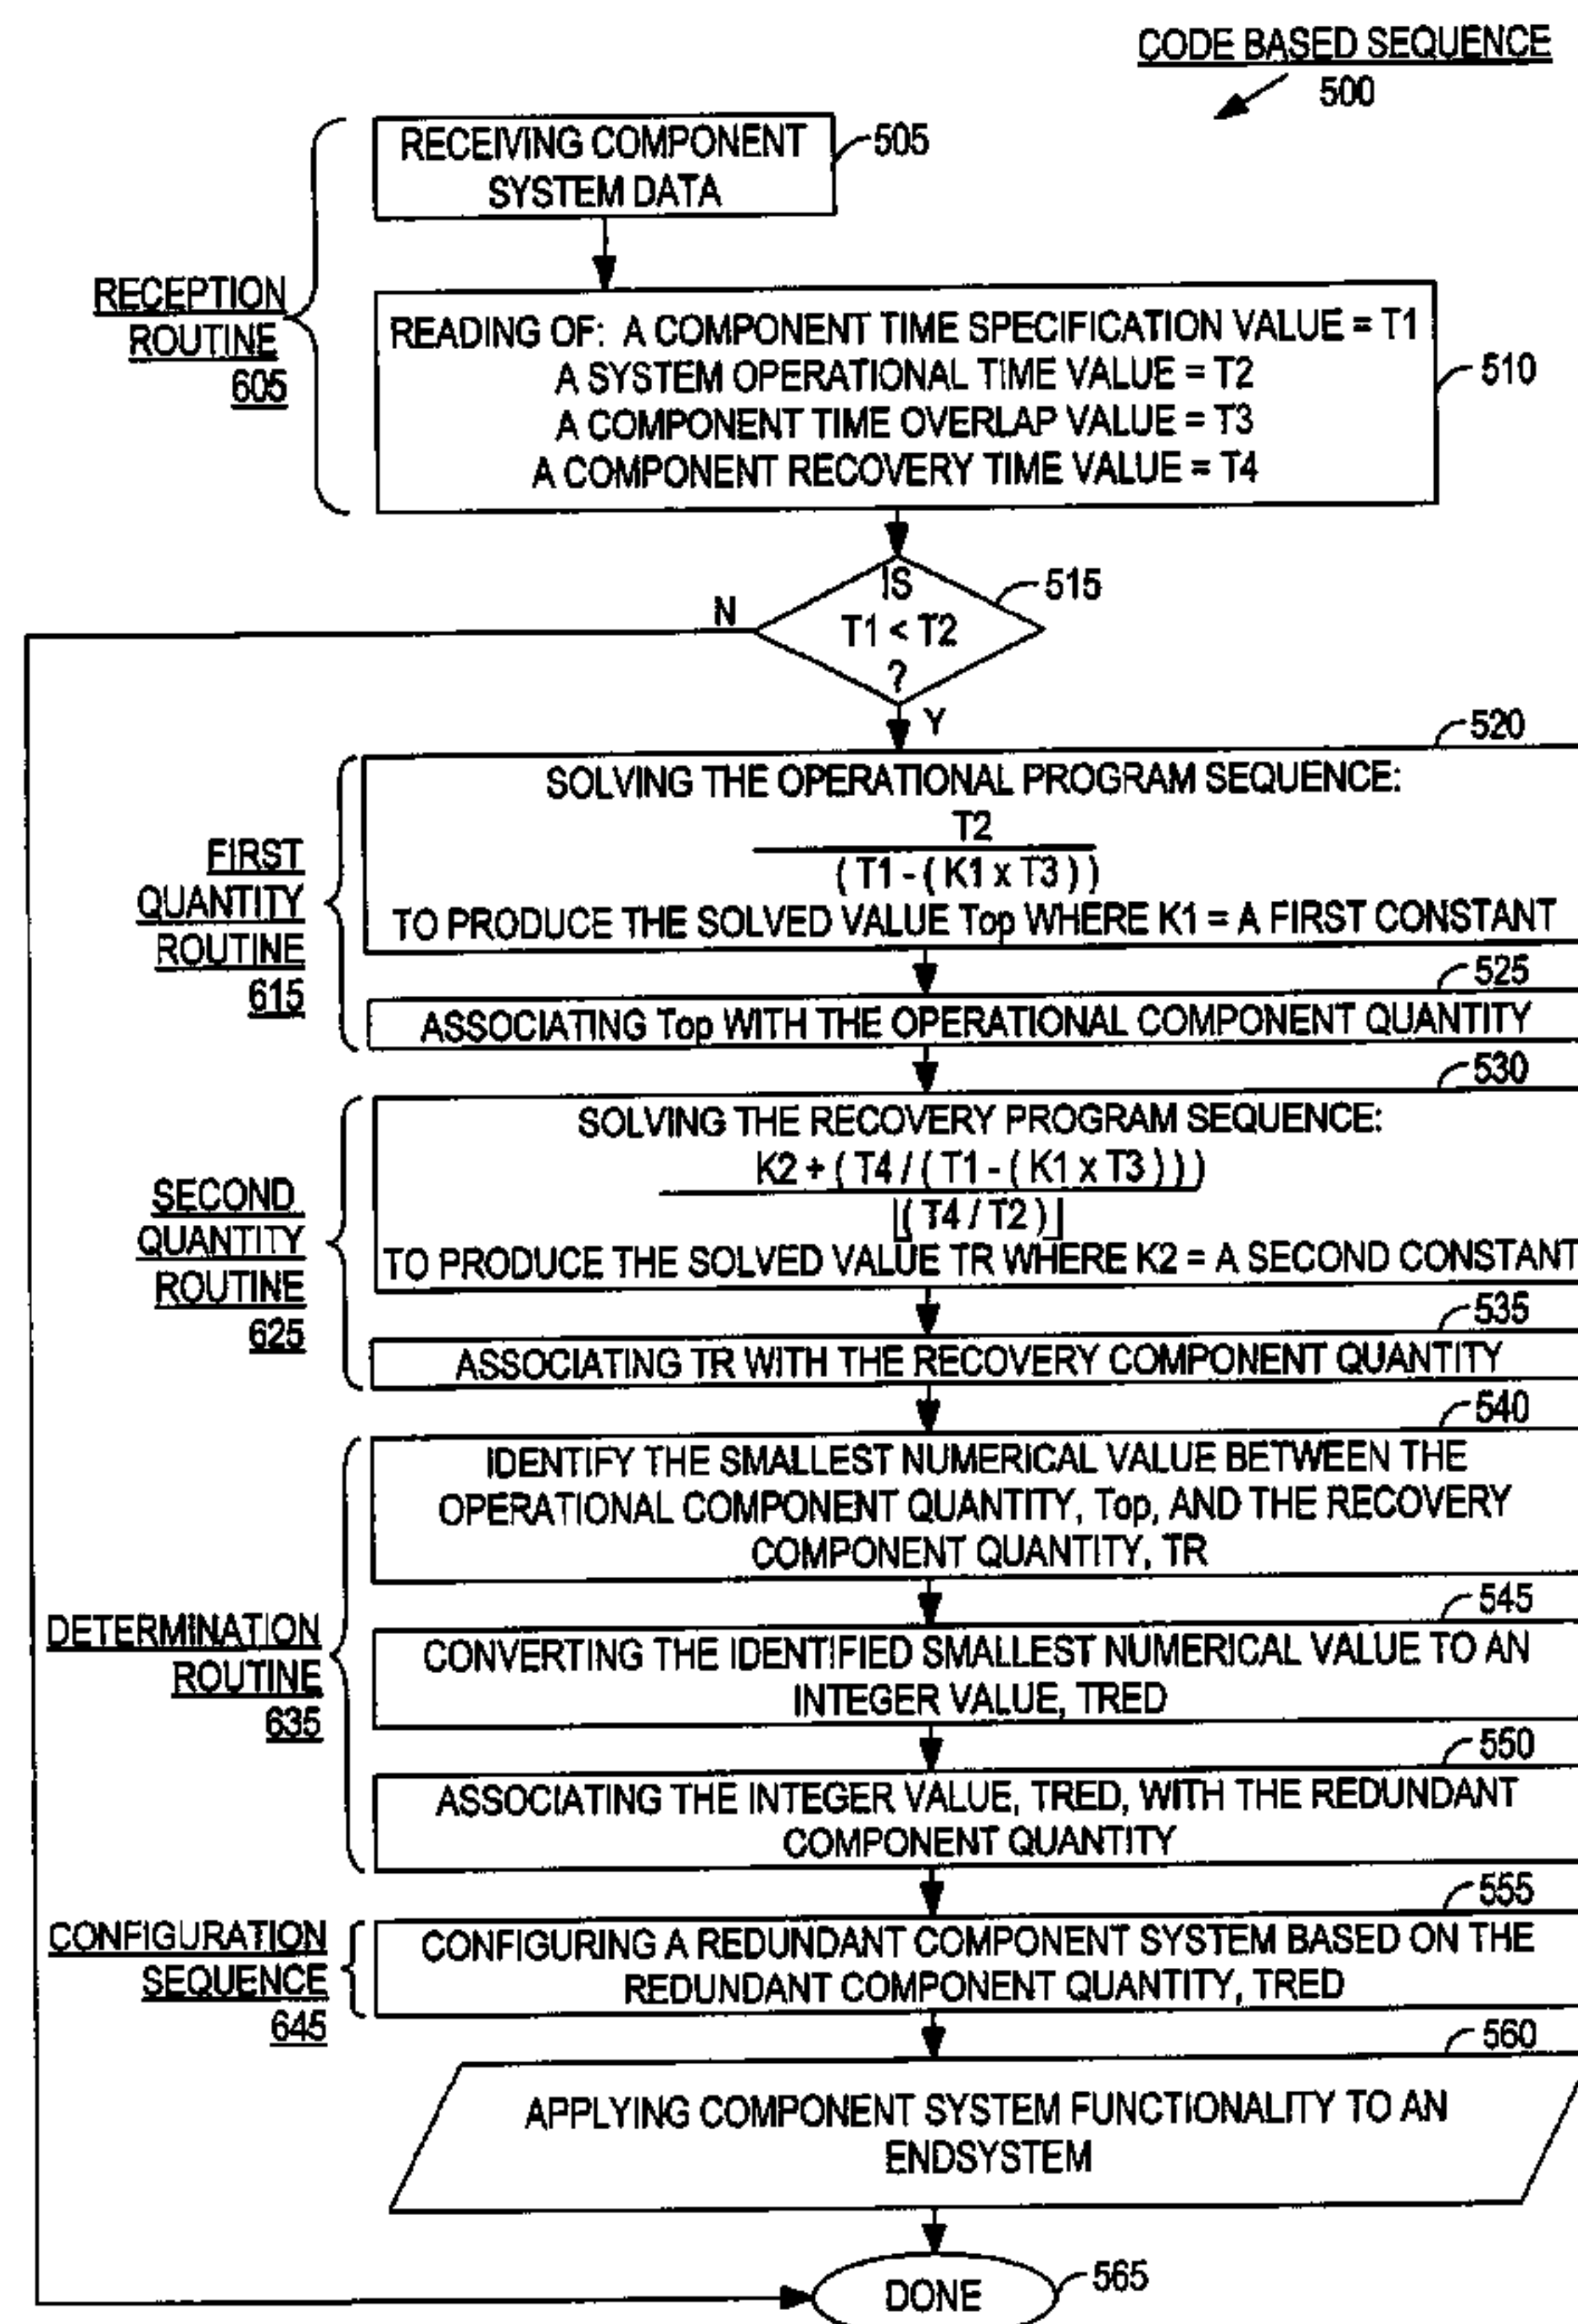 CODE BASED SEQUENCE
500
RECEIVING COMPONENT
SYSTEM DATA
505
RECEPTION
ROUTINE
605
READING OF: A COMPONENT TIME SPECIFICATION VALUE = T1
A SYSTEM OPERATIONAL TIME VALUE = T2
A COMPONENT TIME OVERLAP VALUE = T3
A COMPONENT RECOVERY TIME VALUE = T4
510
IS
T1 < T2
?
515
N
Y
520
FIRST
QUANTITY
ROUTINE
615
SOLVING THE OPERATIONAL PROGRAM SEQUENCE:
T2
( T1 - ( K1 x T3 ) )
TO PRODUCE THE SOLVED VALUE Top WHERE K1 = A FIRST CONSTANT
525
ASSOCIATING Top WITH THE OPERATIONAL COMPONENT QUANTITY
530
SECOND
QUANTITY
ROUTINE
625
SOLVING THE RECOVERY PROGRAM SEQUENCE:
K2 + ( T4 / ( T1 - ( K1 x T3 ) ) )
⌊( T4 / T2 )⌋
TO PRODUCE THE SOLVED VALUE TR WHERE K2 = A SECOND CONSTANT
535
ASSOCIATING TR WITH THE RECOVERY COMPONENT QUANTITY
540
DETERMINATION
ROUTINE
635
IDENTIFY THE SMALLEST NUMERICAL VALUE BETWEEN THE
OPERATIONAL COMPONENT QUANTITY, Top, AND THE RECOVERY
COMPONENT QUANTITY, TR
545
CONVERTING THE IDENTIFIED SMALLEST NUMERICAL VALUE TO AN
INTEGER VALUE, TRED
550
ASSOCIATING THE INTEGER VALUE, TRED, WITH THE REDUNDANT
COMPONENT QUANTITY
555
CONFIGURATION
SEQUENCE
645
CONFIGURING A REDUNDANT COMPONENT SYSTEM BASED ON THE
REDUNDANT COMPONENT QUANTITY, TRED
560
APPLYING COMPONENT SYSTEM FUNCTIONALITY TO AN
ENDSYSTEM
DONE
565